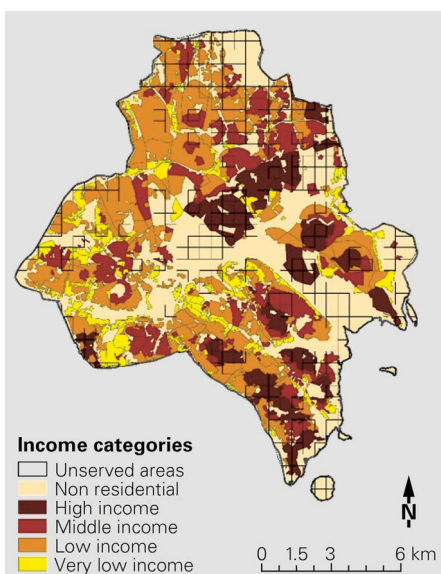 Income categories
Unserved areas
Non residential
High income
Middle income
Low income
Very low income
N
0 1.5 3 6 km